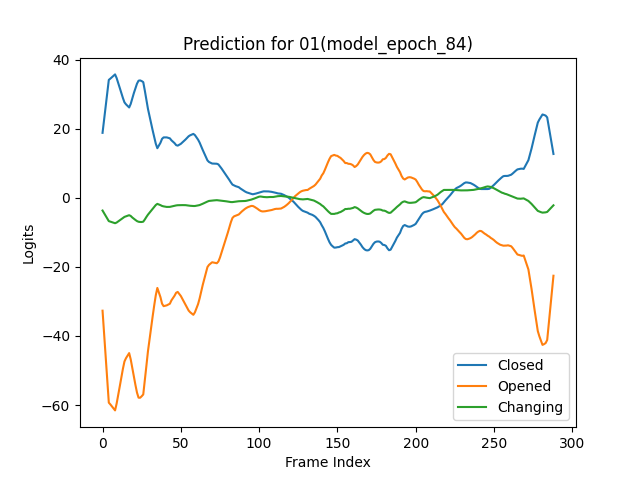 Prediction for 01(model_epoch_84)
40
20
0
−20
−40
−60
Logits
0 50 100 150 200 250 300
Frame Index
Closed
Opened
Changing